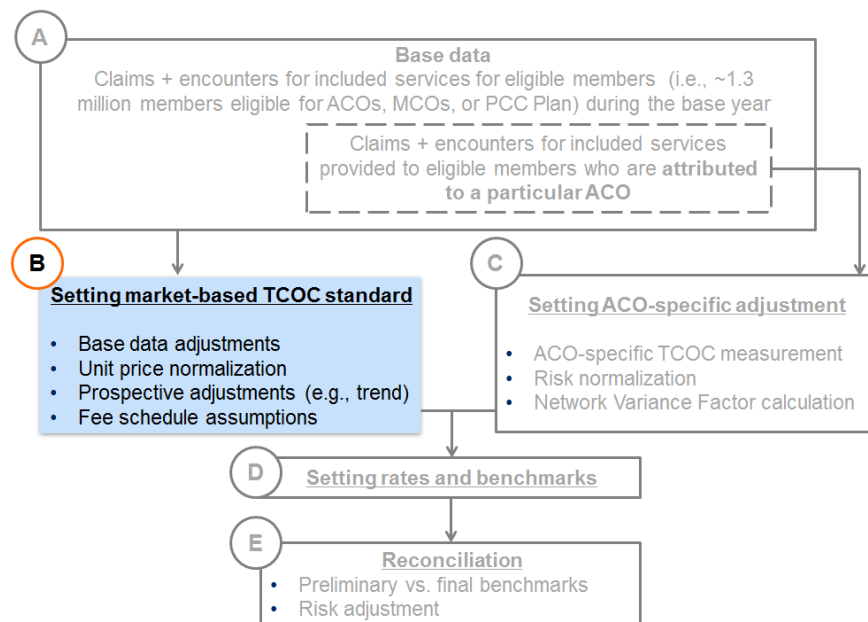 A
Base data
Claims + encounters for included services for eligible members (i.e., ~1.3
million members eligible for ACOs, MCOs, or PCC Plan) during the base year
Claims + encounters for included services
provided to eligible members who are attributed
to a particular ACO
B
Setting market-based TCOC standard
• Base data adjustments
• Unit price normalization
• Prospective adjustments (e.g., trend)
• Fee schedule assumptions
C
Setting ACO-specific adjustment
• ACO-specific TCOC measurement
• Risk normalization
• Network Variance Factor calculation
D
Setting rates and benchmarks
E
Reconciliation
• Preliminary vs. final benchmarks
• Risk adjustment